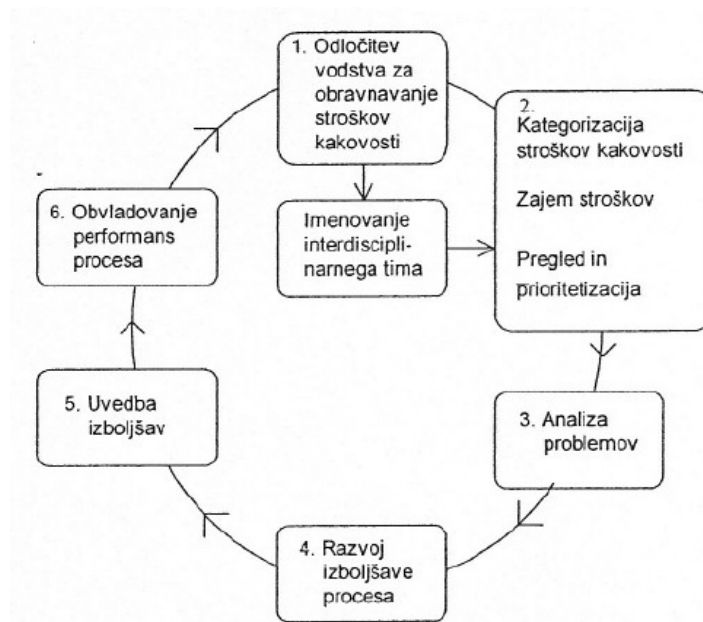 1. Odločitev
vodstva za
obravnavanje
stroškov
kakovosti
Imenovanje
interdiscipli-
narnega tima
2.
Kategorizacija
stroškov kakovosti
Zajem stroškov
Pregled in
prioritetizacija
3. Analiza
problemov
4. Razvoj
izboljšave
procesa
5. Uvedba
izboljšav
6. Obvladovanje
performans
procesa